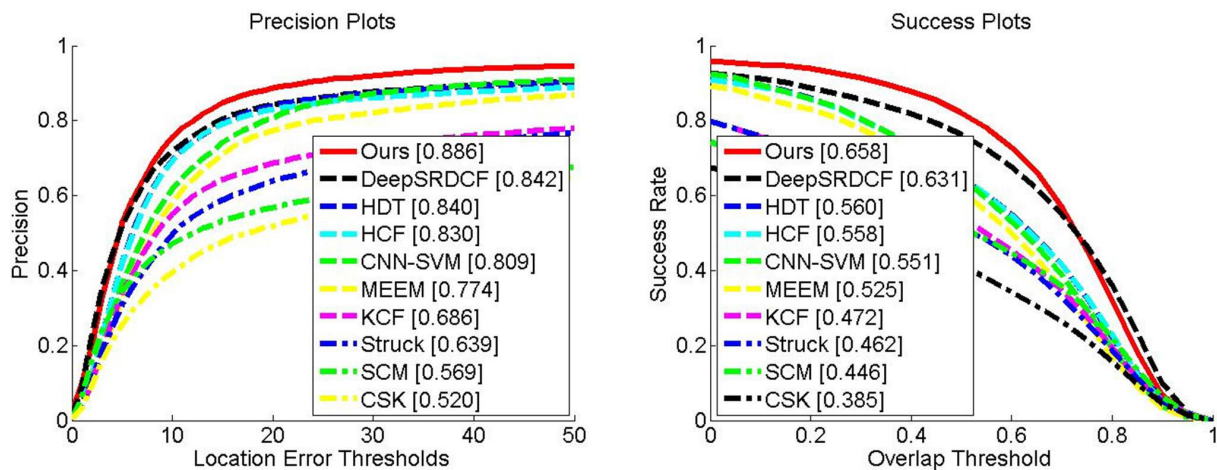 Precision Plots
1
0.8
0.6
0.4
0.2
0
Precision
0
10
20
30
40
50
Location Error Thresholds
Ours [0.886]
DeepSRDCF [0.842]
HDT [0.840]
HCF [0.830]
CNN-SVM [0.809]
MEEM [0.774]
KCF [0.686]
Struck [0.639]
SCM [0.569]
CSK [0.520]
Success Plots
1
0.8
0.6
0.4
0.2
0
Success Rate
0
0.2
0.4
0.6
0.8
1
Overlap Threshold
Ours [0.658]
DeepSRDCF [0.631]
HDT [0.560]
HCF [0.558]
CNN-SVM [0.551]
MEEM [0.525]
KCF [0.472]
Struck [0.462]
SCM [0.446]
CSK [0.385]